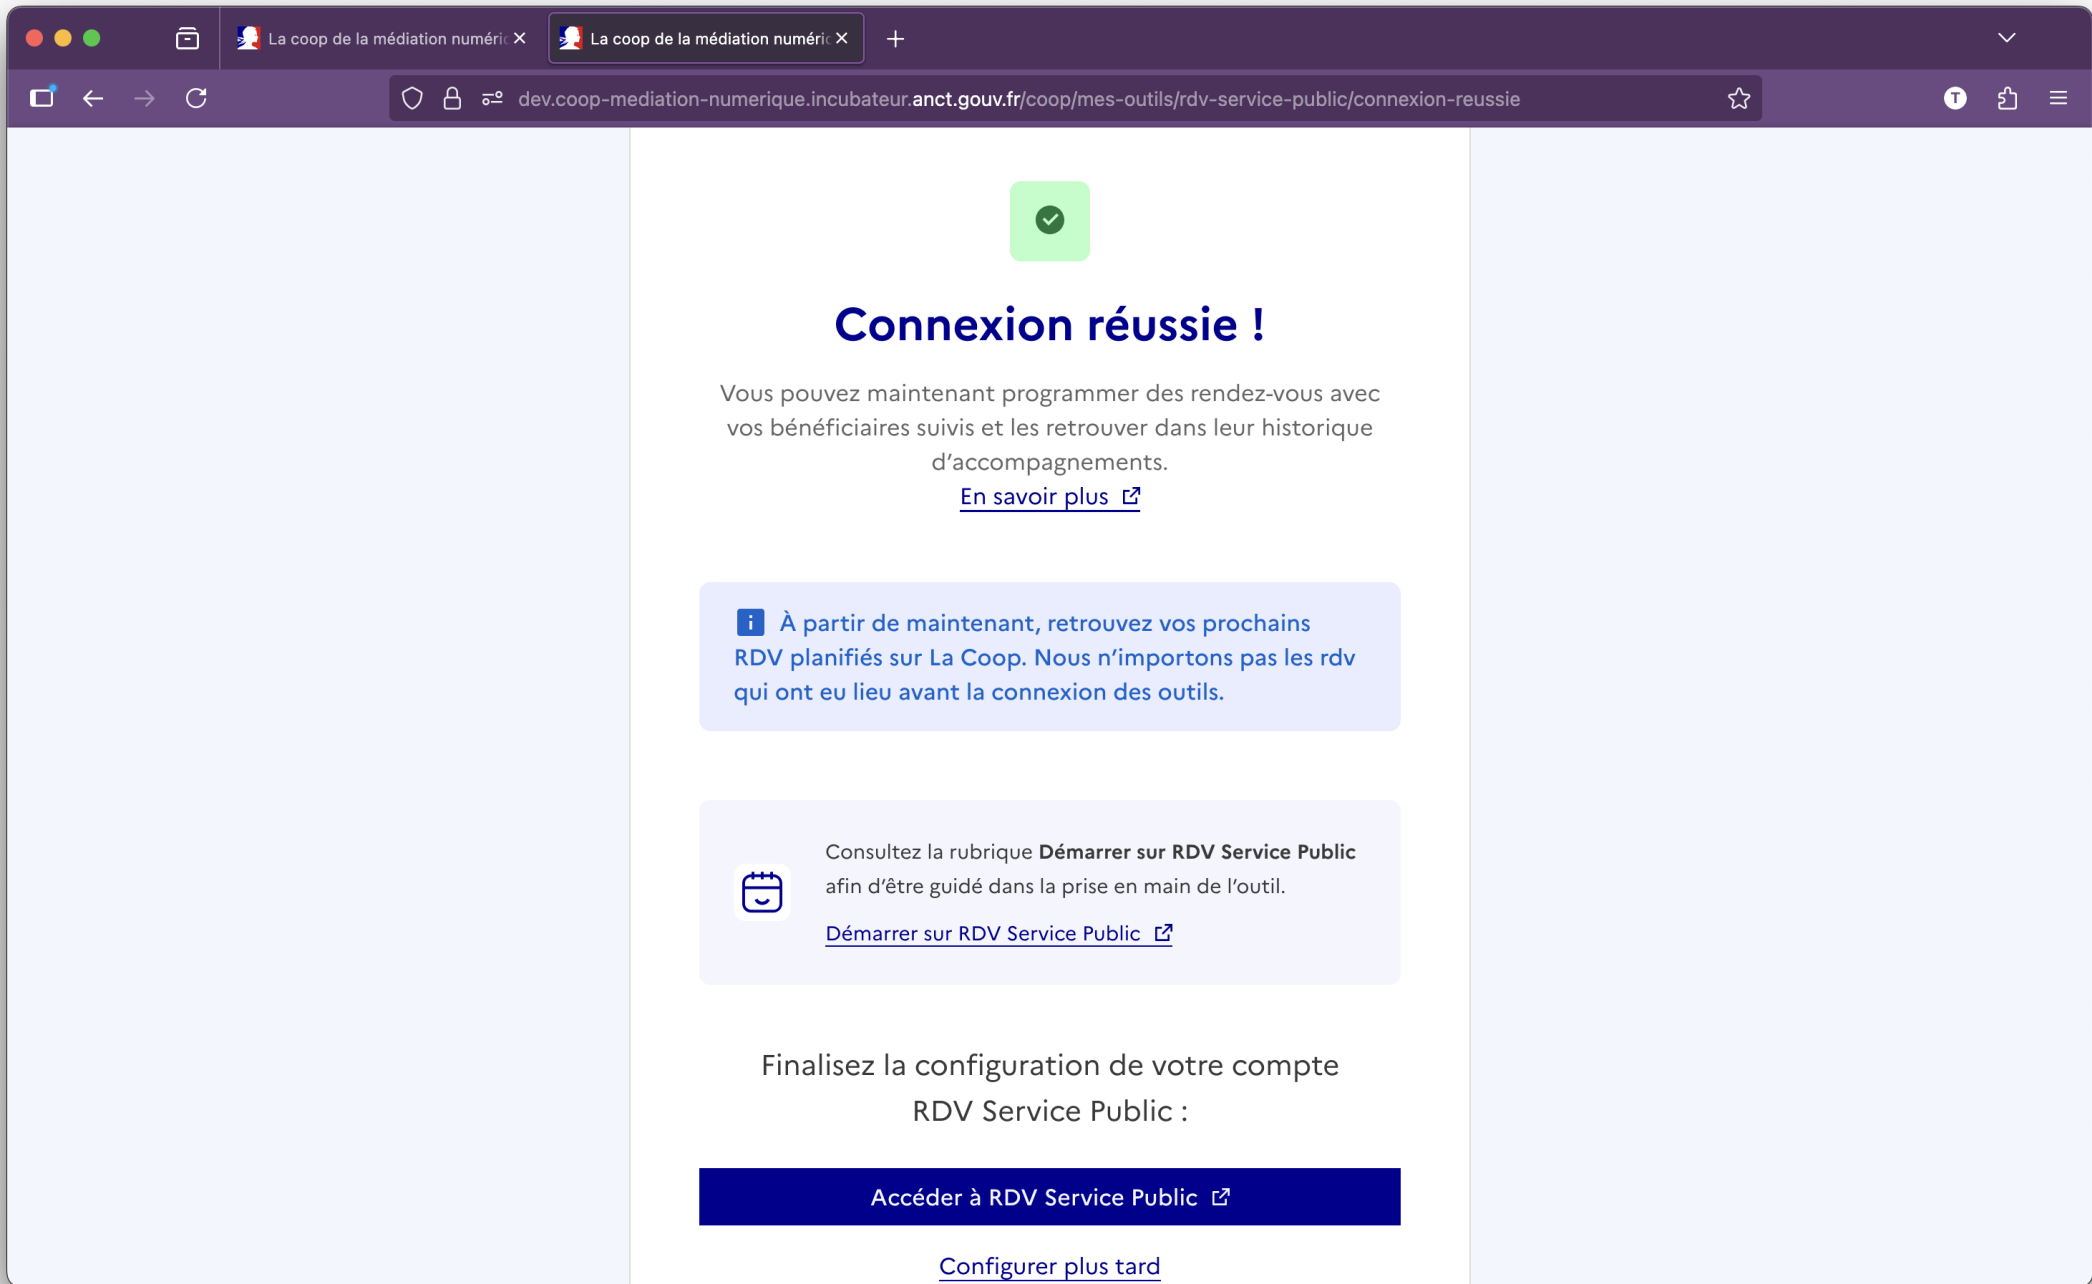 La coop de la médiation numéri
La coop de la médiation numéri
dev.coop-mediation-numerique.incubateur.anct.gouv.fr/coop/mes-outils/rdv-service-public/connexion-reussie
T
Connexion réussie !
Vous pouvez maintenant programmer des rendez-vous avec
vos bénéficiaires suivis et les retrouver dans leur historique
d’accompagnements.
En savoir plus
À partir de maintenant, retrouvez vos prochains
RDV planifiés sur La Coop. Nous n’importons pas les rdv
qui ont eu lieu avant la connexion des outils.
Consultez la rubrique Démarrer sur RDV Service Public
afin d’être guidé dans la prise en main de l’outil.
Démarrer sur RDV Service Public
Finalisez la configuration de votre compte
RDV Service Public :
Accéder à RDV Service Public
Configurer plus tard